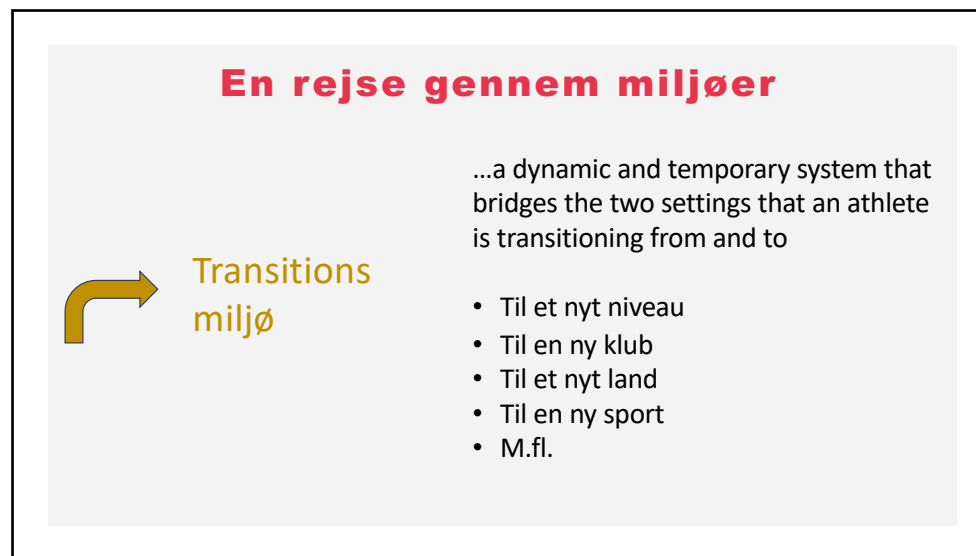 En rejse gennem miljøer
Transitions
miljø
...a dynamic and temporary system that
bridges the two settings that an athlete
is transitioning from and to
• Til et nyt niveau
• Til en ny klub
• Til et nyt land
• Til en ny sport
• M.fl.